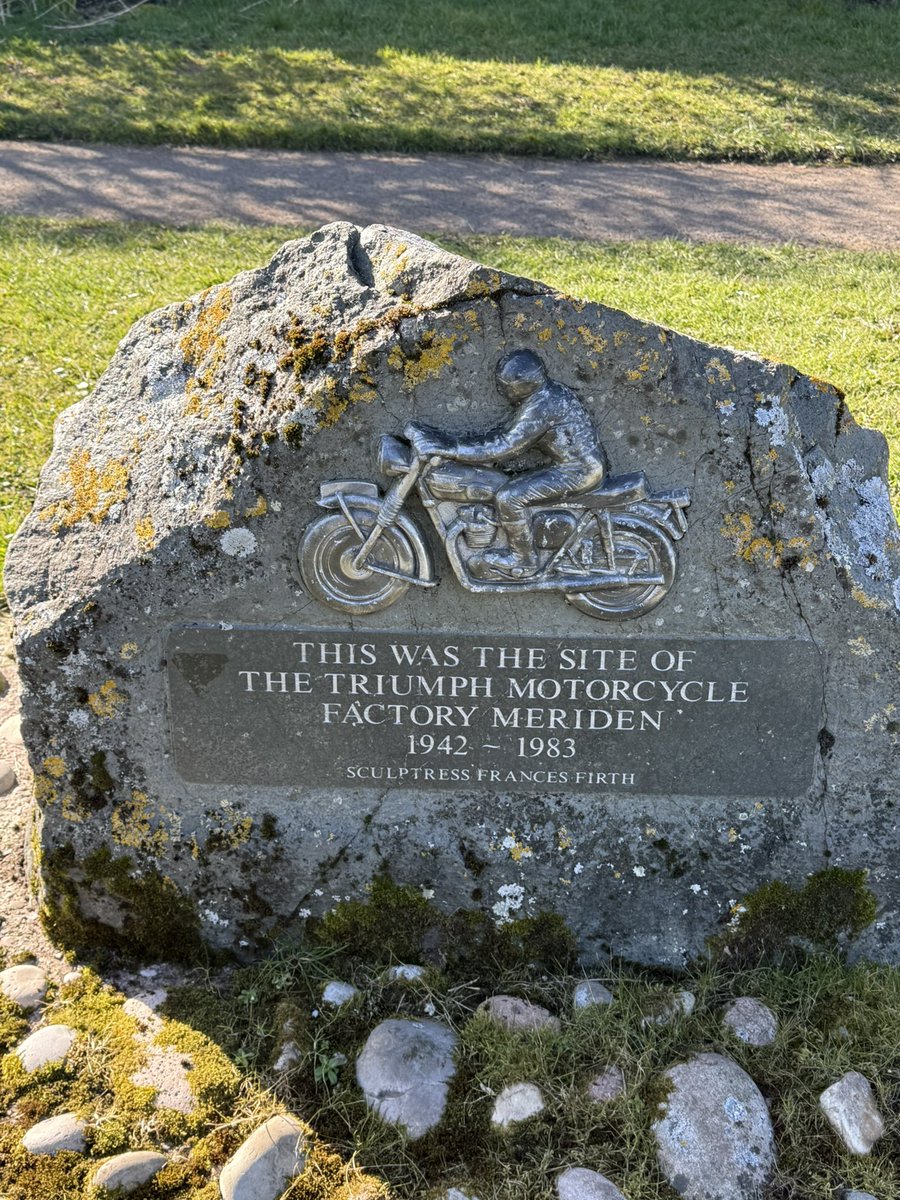 THIS WAS THE SITE OF
THE TRIUMPH MOTORCYCLE
FACTORY MERIDEN
1942 ~ 1983
SCULPTRESS FRANCES FIRTH